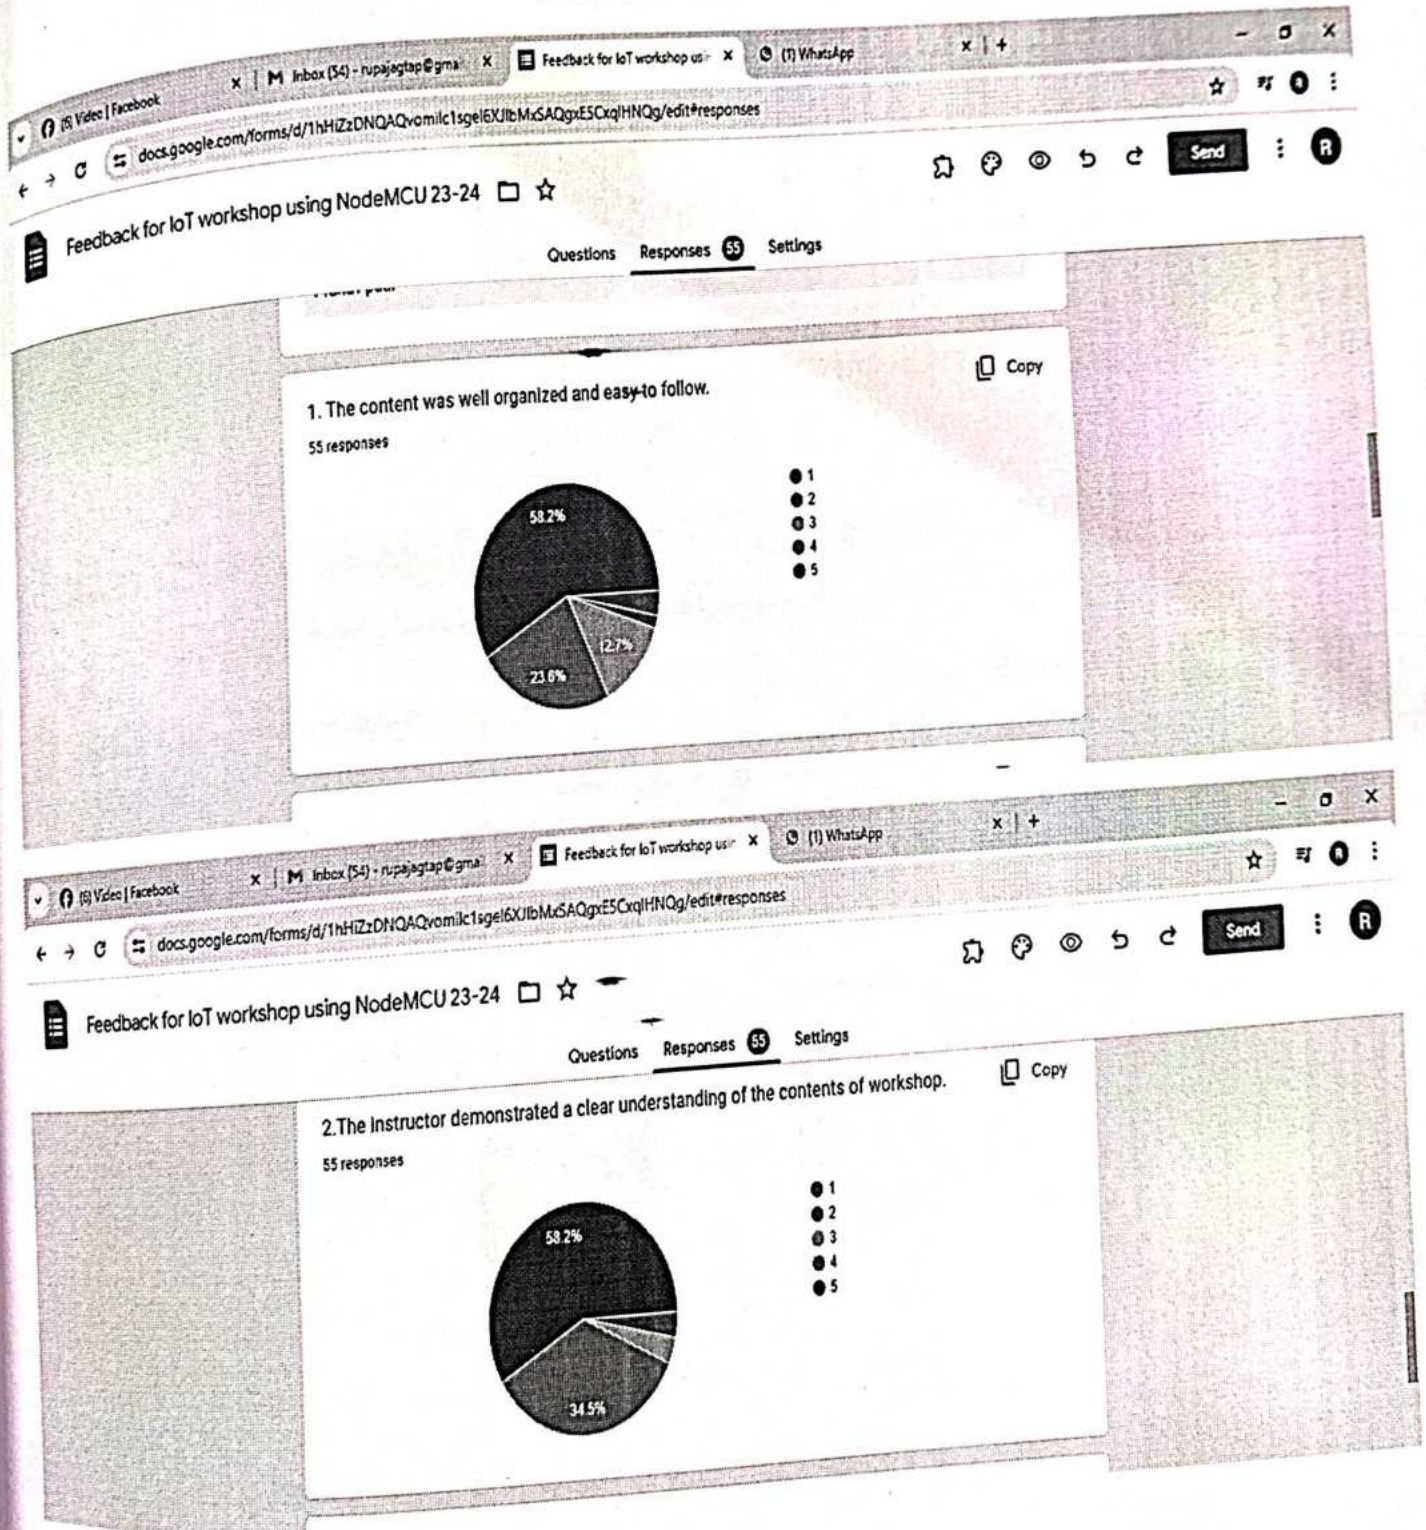 (6) Video | Facebook
Inbox (54) - rupajagtap@gma
Feedback for IoT workshop us
(1) WhatsApp
docs.google.com/forms/d/1hHiZzDNQAQvomilc1sgel6XJIbMxSAQgxE5CxqIHNQg/edit#responses
Feedback for IoT workshop using NodeMCU 23-24
Send
R
Questions Responses 55 Settings
1. The content was well organized and easy to follow.
Copy
55 responses
58.2%
12.7%
23.6%
1
2
3
4
5
(6) Video | Facebook
Inbox (54) - rupajagtap@gma
Feedback for IoT workshop us
(1) WhatsApp
docs.google.com/forms/d/1hHiZzDNQAQvomilc1sgel6XJIbMxSAQgxE5CxqIHNQg/edit#responses
Feedback for IoT workshop using NodeMCU 23-24
Send
R
Questions Responses 55 Settings
2.The instructor demonstrated a clear understanding of the contents of workshop.
Copy
55 responses
58.2%
34.5%
1
2
3
4
5